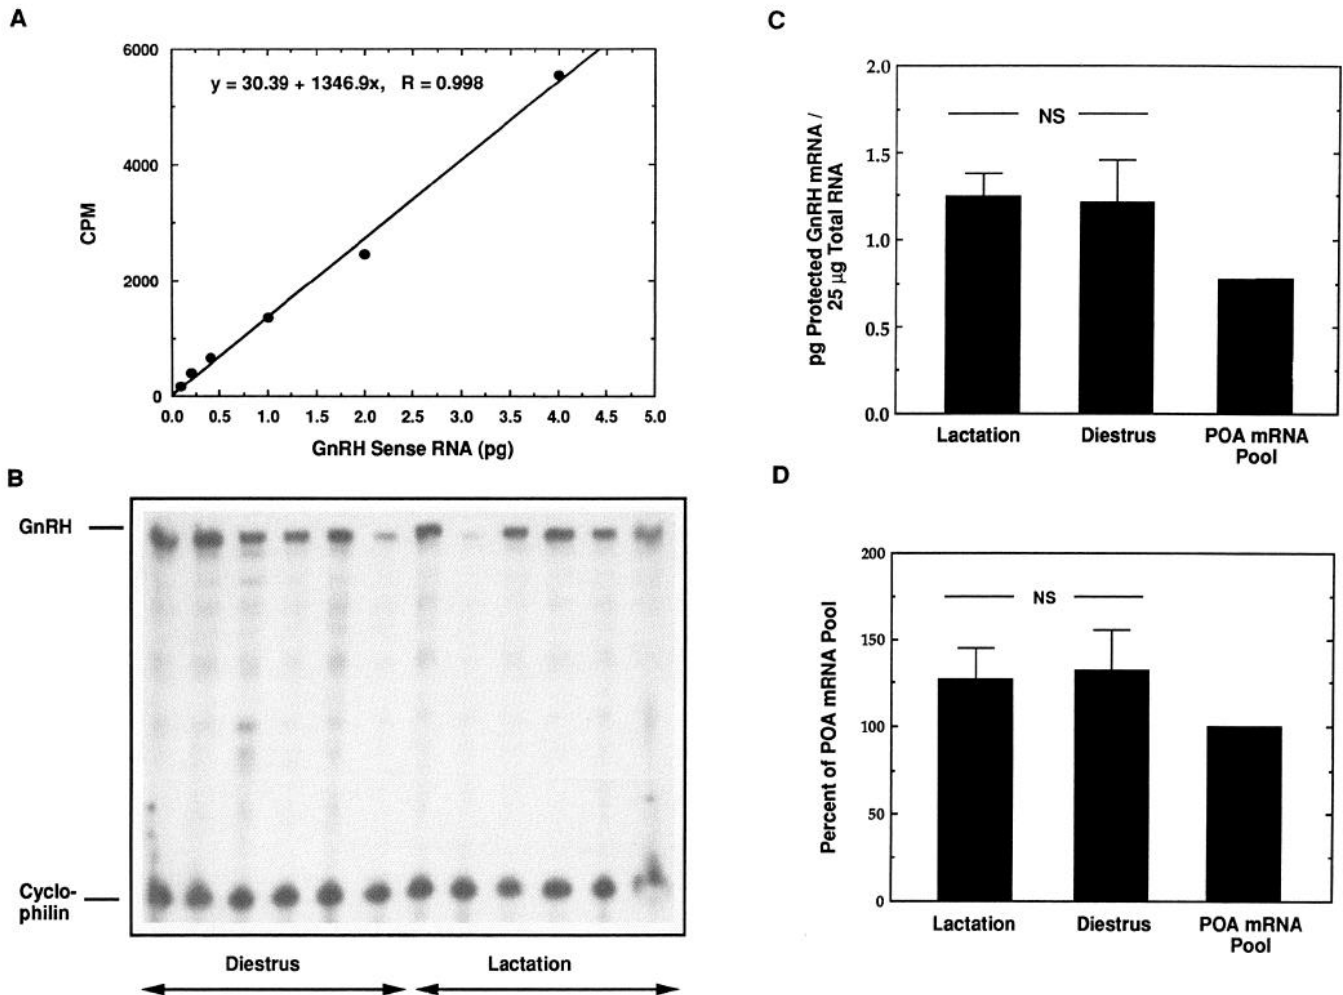 A
y = 30.39 + 1346.9x,   R = 0.998
6000
4000
2000
0
CPM
0.0 0.5 1.0 1.5 2.0 2.5 3.0 3.5 4.0 4.5 5.0
GnRH Sense RNA (pg)
B
GnRH
Cyclo-
philin
Diestrus
Lactation
C
pg Protected GnRH mRNA /
25 µg Total RNA
2.0
1.5
1.0
0.5
0.0
NS
Lactation
Diestrus
POA mRNA
Pool
D
Percent of POA mRNA Pool
200
150
100
50
0
NS
Lactation
Diestrus
POA mRNA
Pool